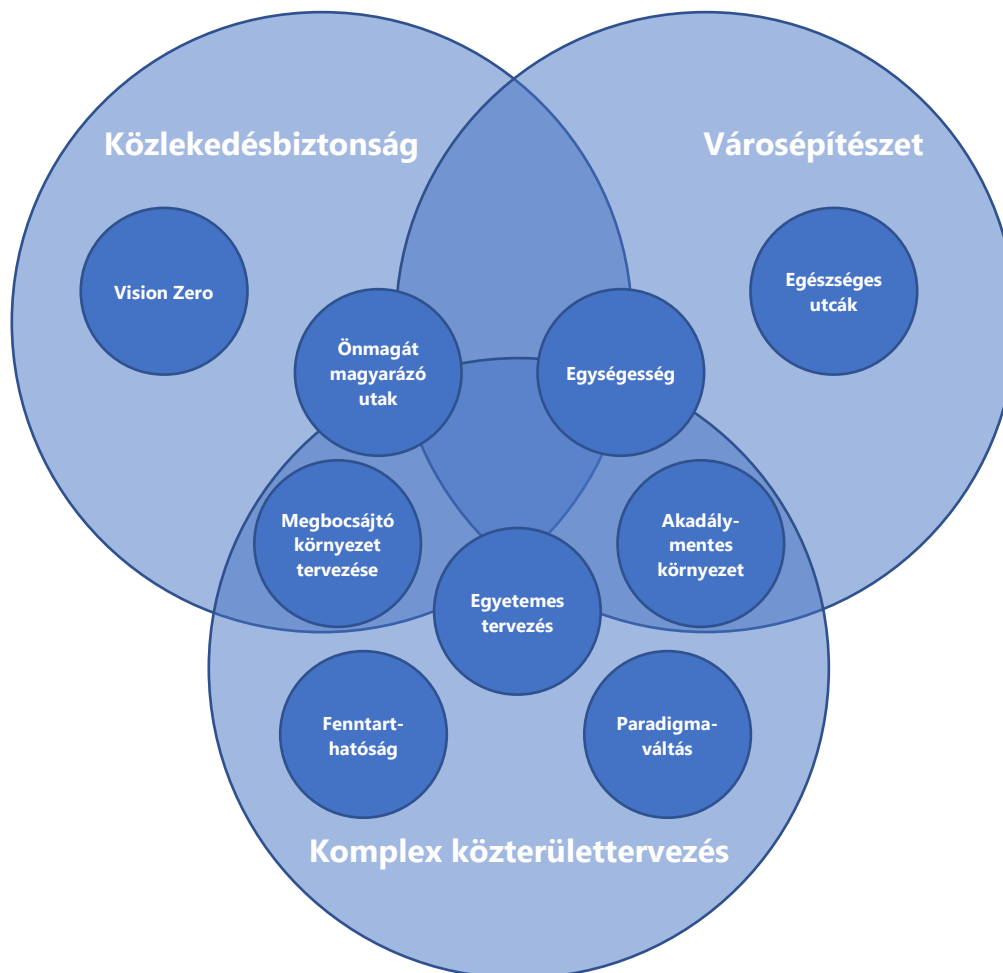 Közlekedésbiztonság
Városépítészet
Vision Zero
Egészséges
utcák
Önmagát
magyarázó
utak
Egységesség
Megbocsájtó
környezet
tervezése
Akadály-
mentes
környezet
Egyetemes
tervezés
Fenntart-
hatóság
Paradigma-
váltás
Komplex közterülettervezés